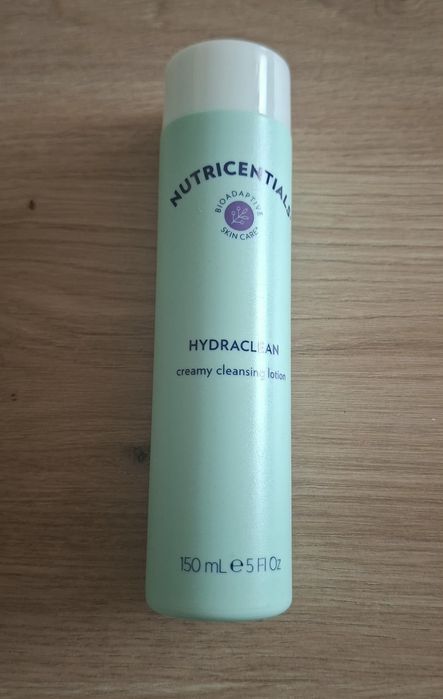 NUTRICENTIALS
BIOADAPTIVE
SKIN CARE*
HYDRACLEAN
creamy cleansing lotion
150 mL ℮ 5 Fl Oz